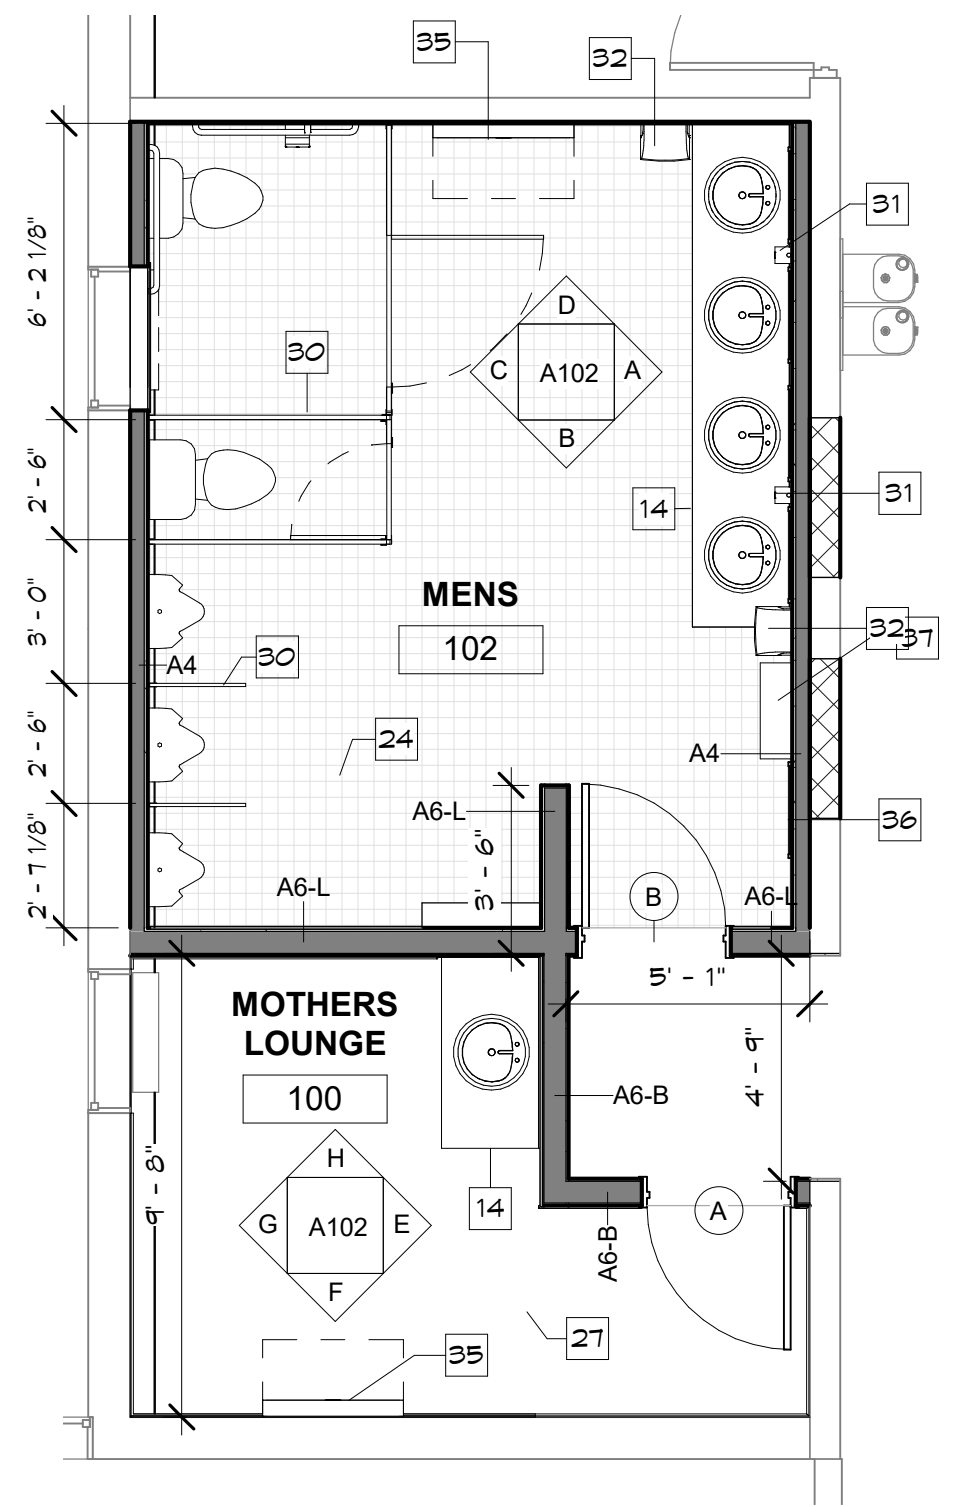 35
32
31
6' - 2 1/8"
D
C
A102
A
B
30
2' - 6"
31
14
MENS
102
3' - 0"
32
37
A4
30
24
A4
2' - 6"
A6-L
36
2' - 7 1/8"
3' - 6"
A6-L
B
A6-L
5' - 1"
MOTHERS
LOUNGE
100
4' - 9"
A6-B
9' - 8"
H
G
A102
E
F
14
A
A6-B
27
35